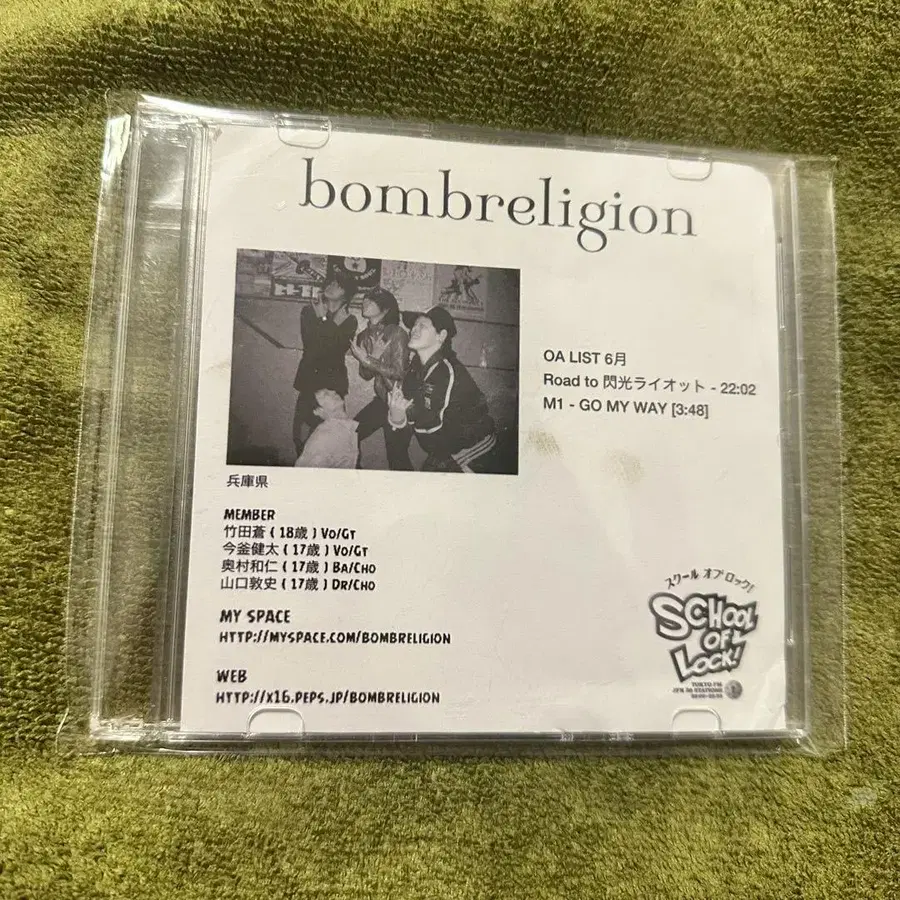 bombreligion
OA LIST 6月
Road to 閃光ライオット - 22:02
M1 - GO MY WAY [3:48]
兵庫県
MEMBER
竹田蒼 ( 18歳 ) VO/GT
今釜健太 ( 17歳 ) VO/GT
奥村和仁 ( 17歳 ) BA/CHO
山口敦史 ( 17歳 ) DR/CHO
MY SPACE
HTTP://MYSPACE.COM/BOMBRELIGION
WEB
HTTP://X16.PEPS.JP/BOMBRELIGION
スクール オブ ロック!
SCHOOL
OF
LOCK!
TOKYO FM